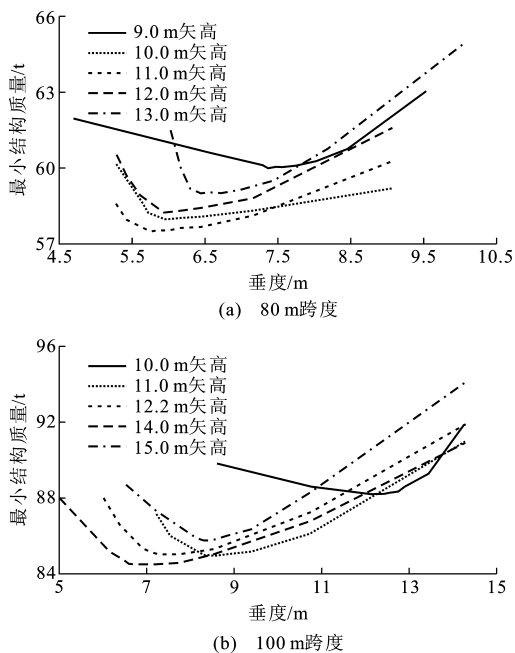 66
63
60
57
最小结构质量/t
9.0 m矢高
10.0 m矢高
11.0 m矢高
12.0 m矢高
13.0 m矢高
4.5 5.5 6.5 7.5 8.5 9.5 10.5
垂度/m
(a) 80 m跨度
96
92
88
84
最小结构质量/t
10.0 m矢高
11.0 m矢高
12.2 m矢高
14.0 m矢高
15.0 m矢高
5 7 9 11 13 15
垂度/m
(b) 100 m跨度